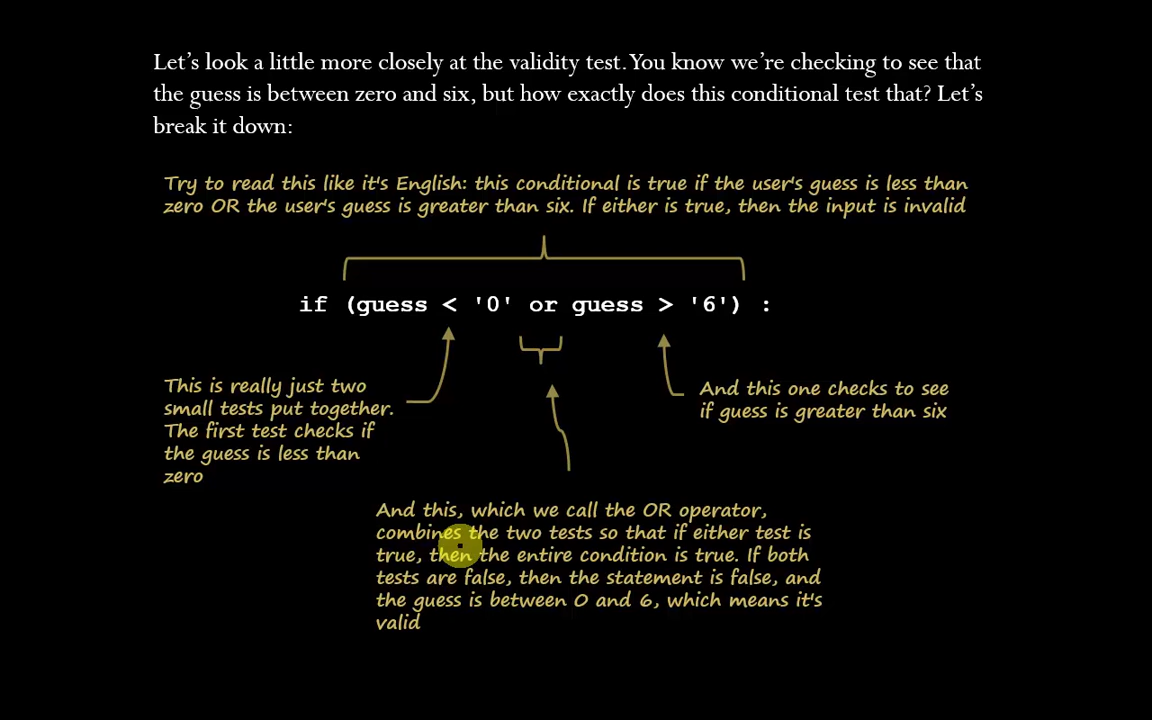 Let's look a little more closely at the validity test. You know we're checking to see that
the guess is between zero and six, but how exactly does this conditional test that? Let's
break it down:
Try to read this like it's English: this conditional is true if the user's guess is less than
zero OR the user's guess is greater than six. If either is true, then the input is invalid
if (guess < '0' or guess > '6') :
This is really just two
small tests put together.
The first test checks if
the guess is less than
zero
And this one checks to see
if guess is greater than six
And this, which we call the OR operator,
combines the two tests so that if either test is
true, then the entire condition is true. If both
tests are false, then the statement is false, and
the guess is between 0 and 6, which means it's
valid